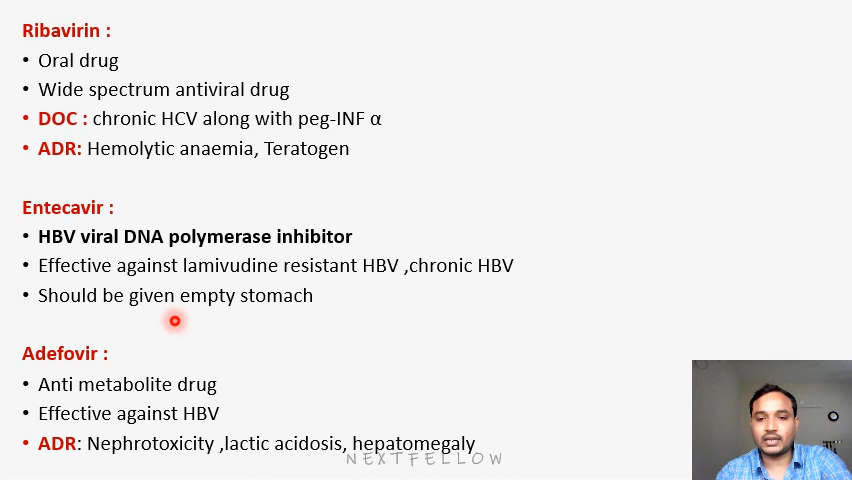 Ribavirin :
• Oral drug
• Wide spectrum antiviral drug
• DOC : chronic HCV along with peg-INF α
• ADR: Hemolytic anaemia, Teratogen
Entecavir :
• HBV viral DNA polymerase inhibitor
• Effective against lamivudine resistant HBV ,chronic HBV
• Should be given empty stomach
Adefovir :
• Anti metabolite drug
• Effective against HBV
• ADR: Nephrotoxicity ,lactic acidosis, hepatomegaly
NEXTFELLOW